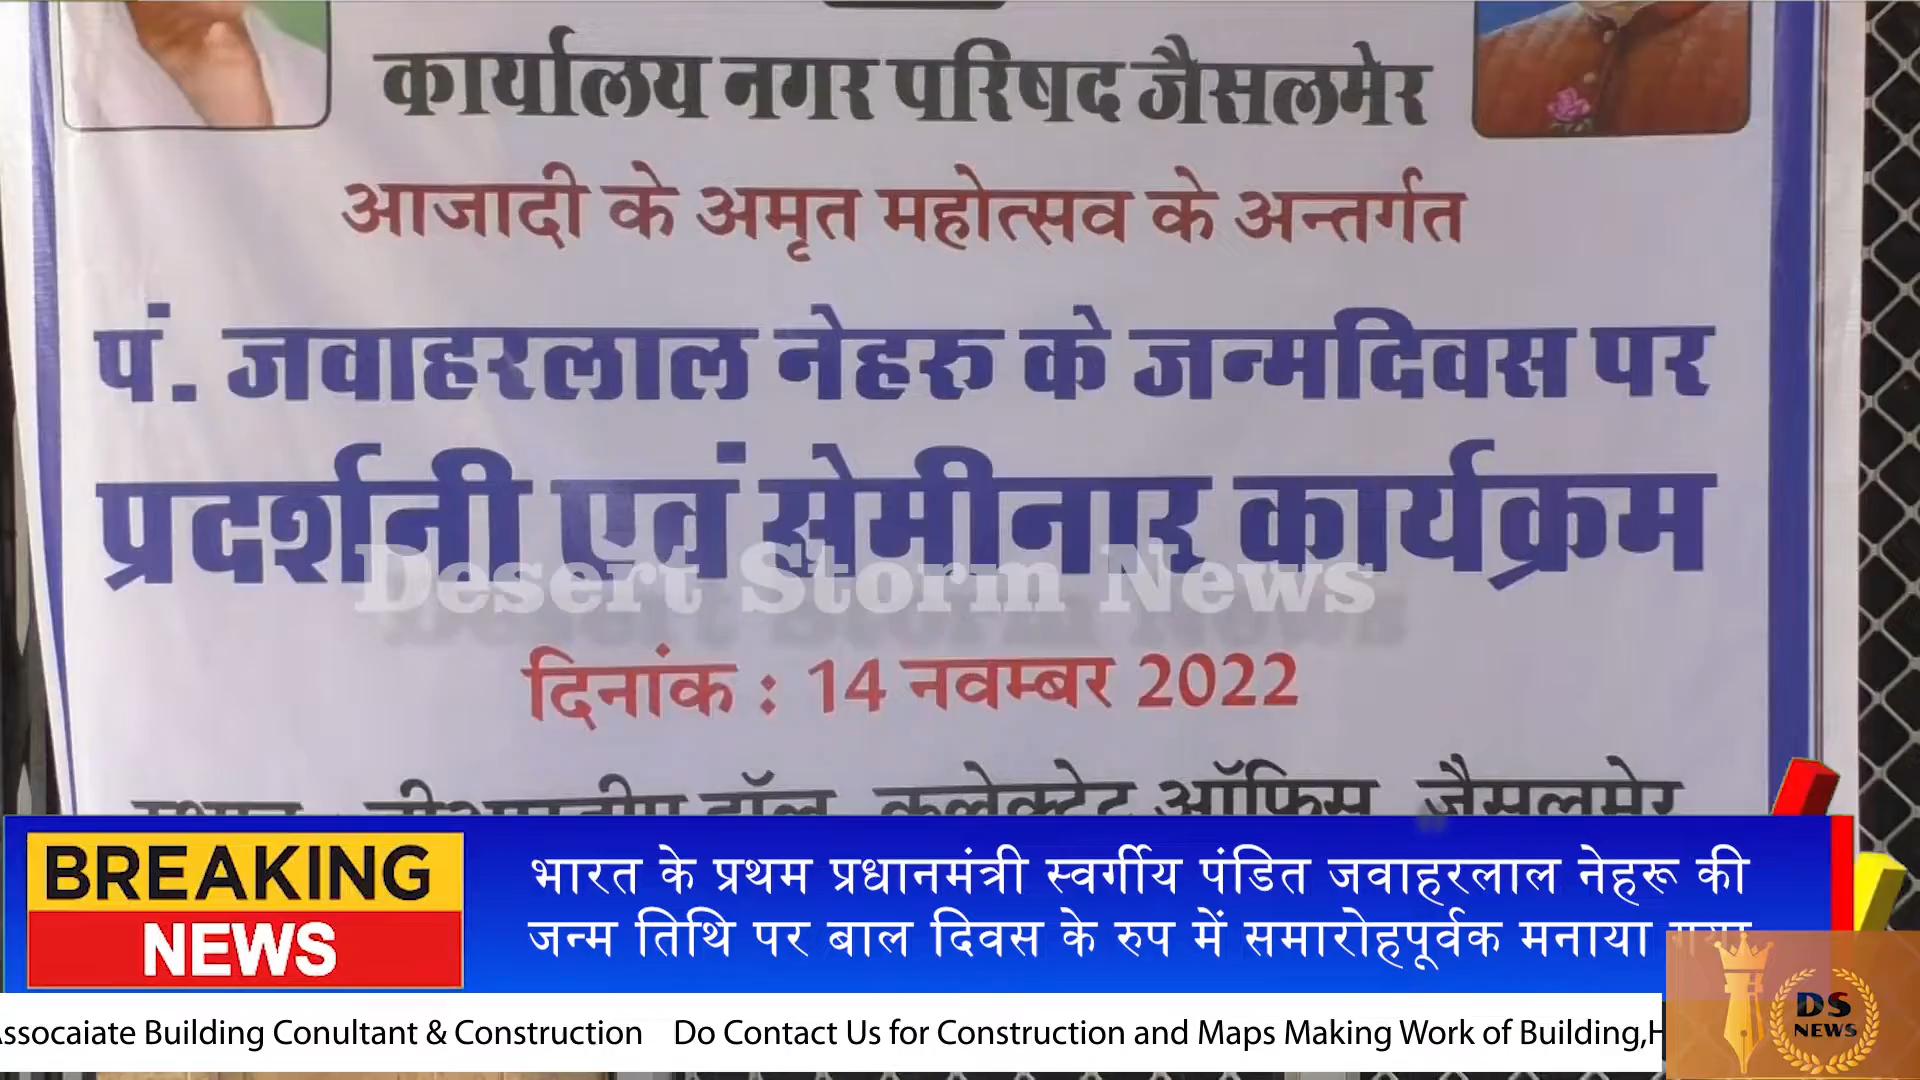 कार्यालय नगर परिषद जैसलमेर
आजादी के अमृत महोत्सव के अन्तर्गत
पं. जवाहरलाल नेहरु के जन्मदिवस पर
प्रदर्शनी एवं सेमीनार कार्यक्रम
Desert Storm News
दिनांक : 14 नवम्बर 2022
हॉल, कलेक्ट्रेट ऑफिस, जैसलमेर
BREAKING
NEWS
भारत के प्रथम प्रधानमंत्री स्वर्गीय पंडित जवाहरलाल नेहरू की
जन्म तिथि पर बाल दिवस के रुप में समारोहपूर्वक मनाया
ssocaiate Building Conultant & Construction Do Contact Us for Construction and Maps Making Work of Building,H
DS
NEWS